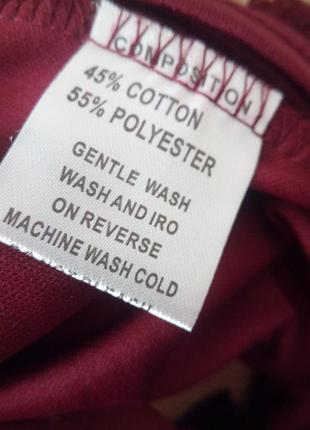 COMPOSITION
45% COTTON
55% POLYESTER
GENTLE WASH
WASH AND IRO
ON REVERSE
MACHINE WASH COLD